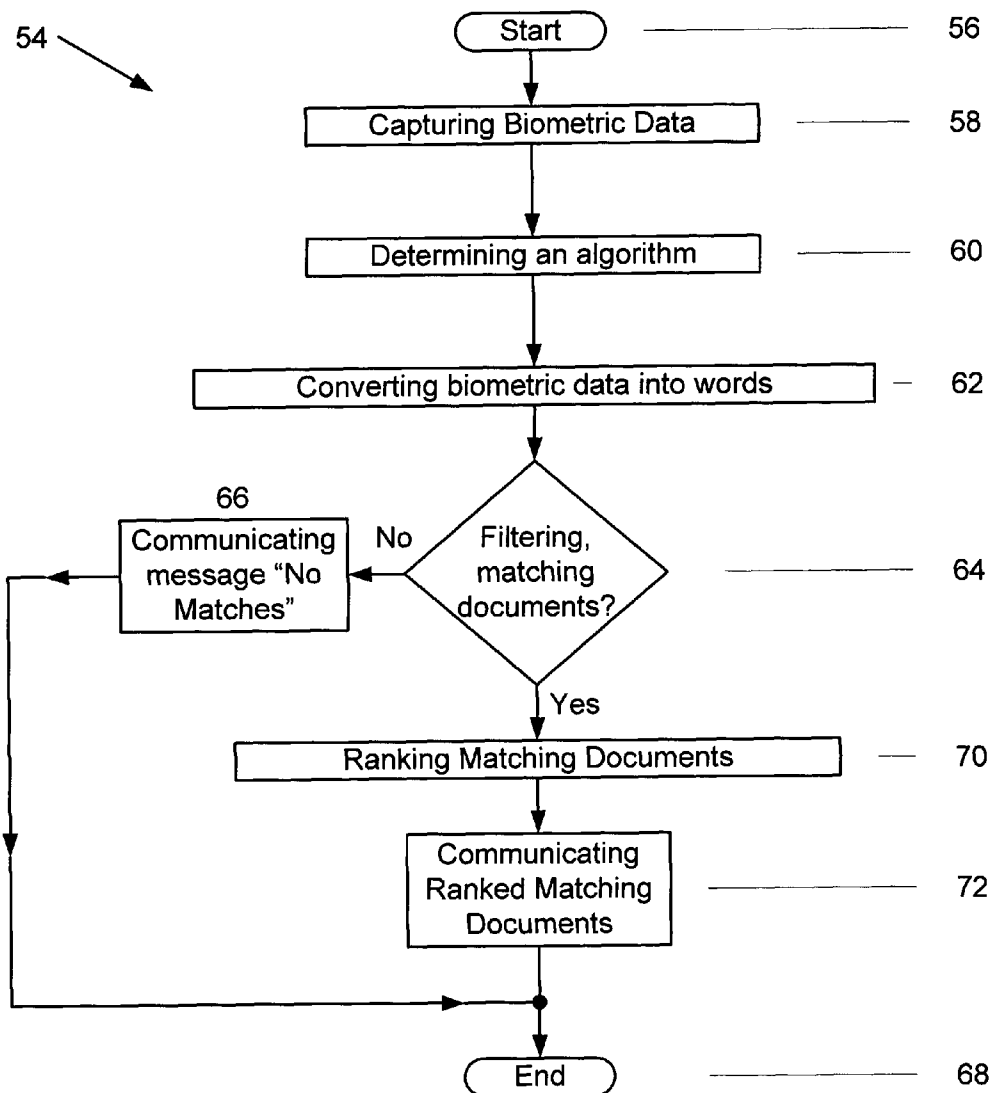 54
Start
56
Capturing Biometric Data
58
Determining an algorithm
60
Converting biometric data into words
62
66
Communicating
message “No
Matches”
No
Filtering,
matching
documents?
64
Yes
Ranking Matching Documents
70
Communicating
Ranked Matching
Documents
72
End
68